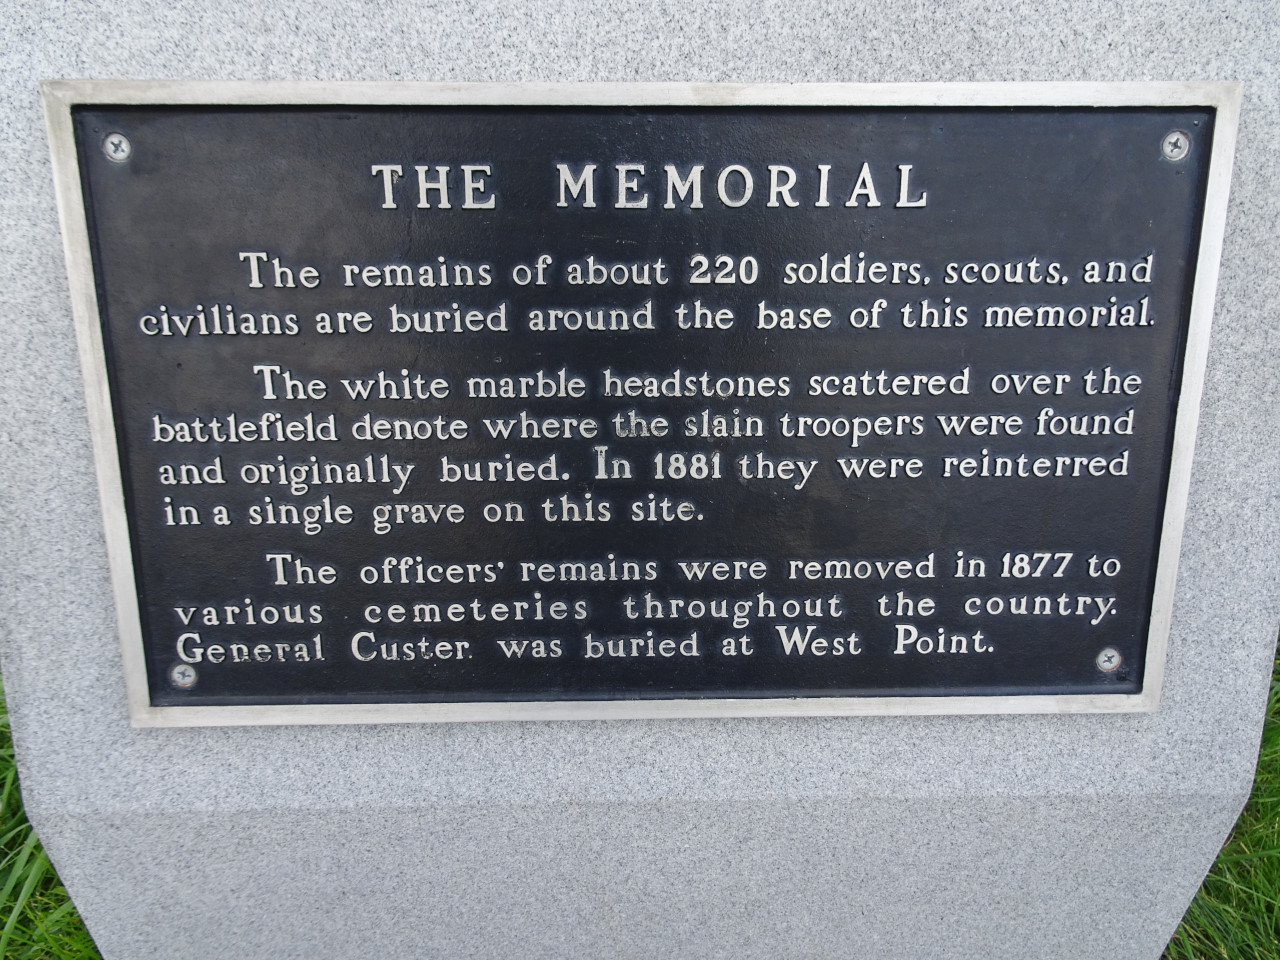 THE MEMORIAL
The remains of about 220 soldiers, scouts, and
civilians are buried around the base of this memorial.
The white marble headstones scattered over the
battlefield denote where the slain troopers were found
and originally buried. In 1881 they were reinterred
in a single grave on this site.
The officers' remains were removed in 1877 to
various cemeteries throughout the country.
General Custer was buried at West Point.